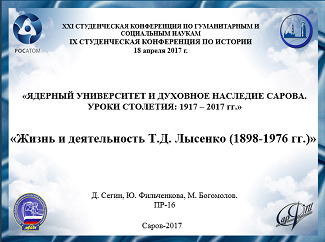 XXI СТУДЕНЧЕСКАЯ КОНФЕРЕНЦИЯ ПО ГУМАНИТАРНЫМ И
СОЦИАЛЬНЫМ НАУКАМ
IX СТУДЕНЧЕСКАЯ КОНФЕРЕНЦИЯ ПО ИСТОРИИ
18 апреля 2017 г.
РОСАТОМ
«ЯДЕРНЫЙ УНИВЕРСИТЕТ И ДУХОВНОЕ НАСЛЕДИЕ САРОВА.
УРОКИ СТОЛЕТИЯ: 1917 – 2017 гг.»
«Жизнь и деятельность Т.Д. Лысенко (1898-1976 гг.)»
Д. Сегин, Ю. Фильченкова, М. Богомолов.
ПР-16
Саров-2017